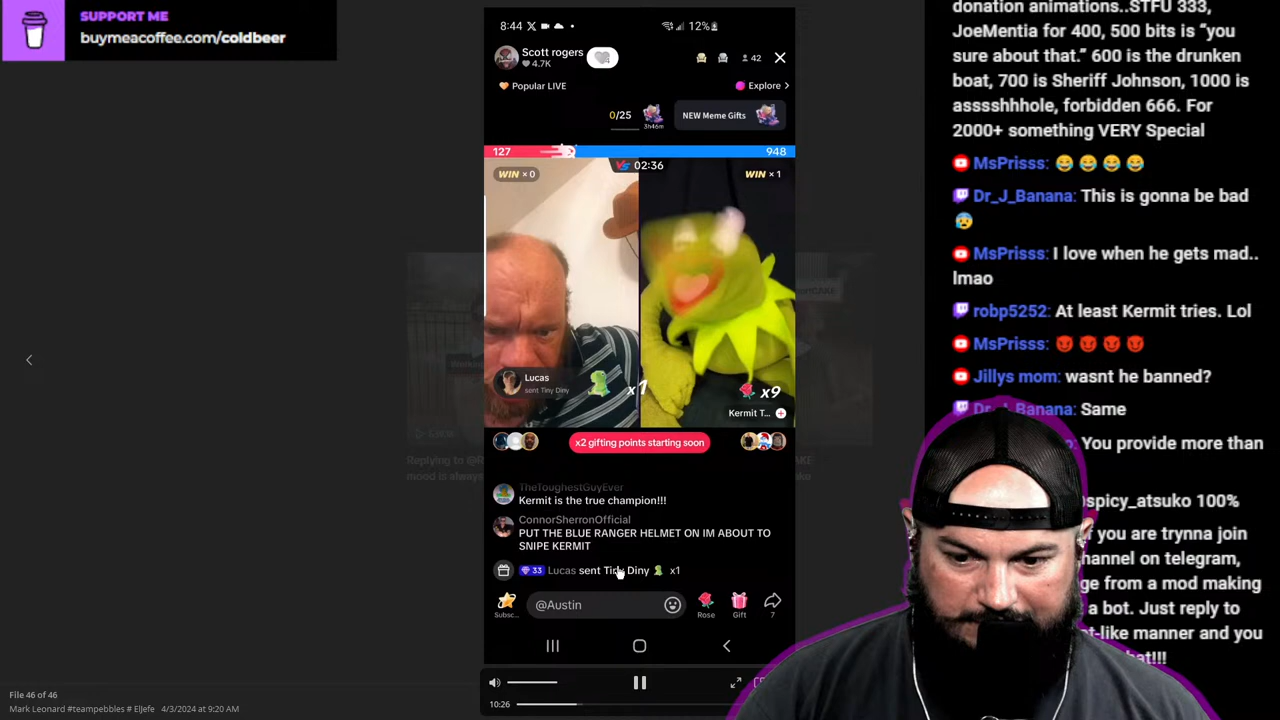 SUPPORT ME
buymeacoffee.com/coldbeer
8:44
12%
Scott rogers
4.7K
42
Popular LIVE
Explore
0/25
3h46m
NEW Meme Gifts
127
948
VS 02:36
WIN × 0
WIN × 1
Lucas
sent Tiny Diny
x1
x9
Kermit T...
x2 gifting points starting soon
TheToughestGuyEver
Kermit is the true champion!!!
ConnorSherronOfficial
PUT THE BLUE RANGER HELMET ON IM ABOUT TO
SNIPE KERMIT
33 Lucas sent Tiny Diny x1
Subsc...
@Austin
Rose
Gift
7
10:26
File 46 of 46
Mark Leonard #teampebbles # ElJefe 4/3/2024 at 9:20 AM
donation animations..STFU 333,
JoeMentia for 400, 500 bits is “you
sure about that.” 600 is the drunken
boat, 700 is Sheriff Johnson, 1000 is
asssshhhole, forbidden 666. For
2000+ something VERY Special
MsPrisss: 😂 😂 😂 😂
Dr_J_Banana: This is gonna be bad
😰
MsPrisss: I love when he gets mad..
lmao
robp5252: At least Kermit tries. Lol
MsPrisss: 😈 😈 😈 😈
Jillys mom: wasnt he banned?
Dr_J_Banana: Same
You provide more than
spicy_atsuko 100%
you are trynna join
on telegram,
from a mod making
a bot. Just reply to
manner and you